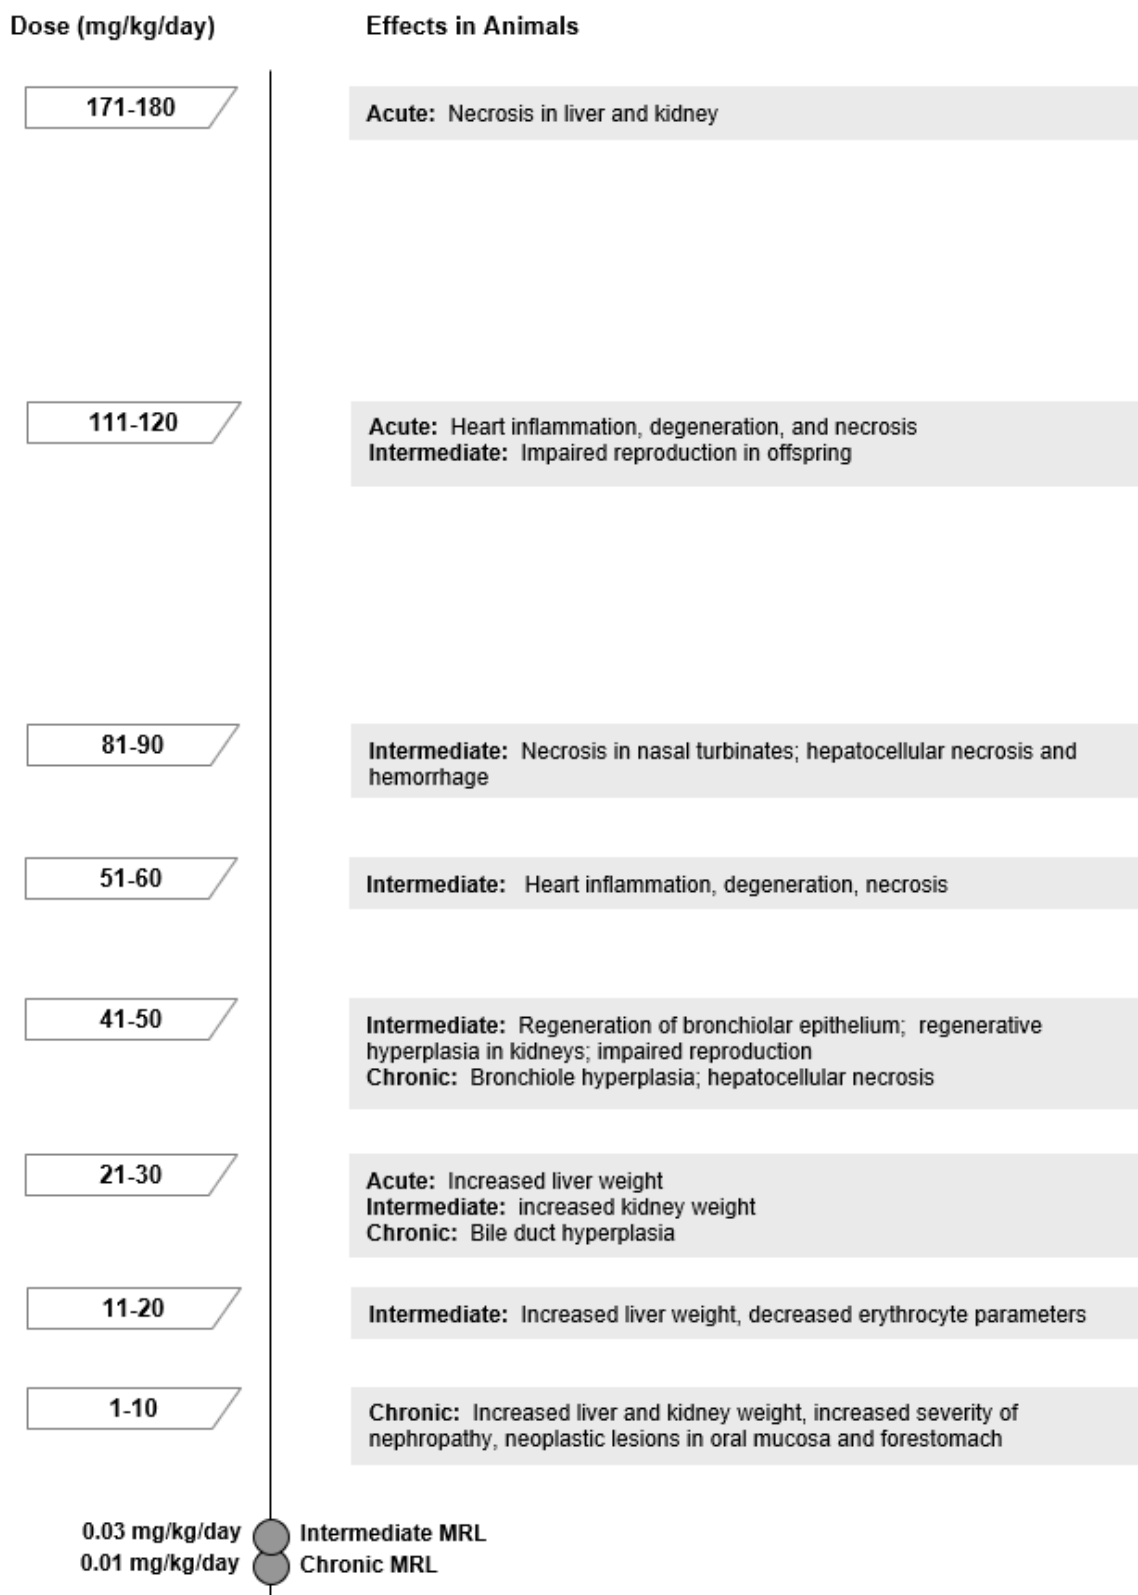 Dose (mg/kg/day) Effects in Animals
171-180
Acute: Necrosis in liver and kidney
111-120
Acute: Heart inflammation, degeneration, and necrosis
Intermediate: Impaired reproduction in offspring
81-90
Intermediate: Necrosis in nasal turbinates; hepatocellular necrosis and
hemorrhage
51-60
Intermediate: Heart inflammation, degeneration, necrosis
41-50
Intermediate: Regeneration of bronchiolar epithelium; regenerative
hyperplasia in kidneys; impaired reproduction
Chronic: Bronchiole hyperplasia; hepatocellular necrosis
21-30
Acute: Increased liver weight
Intermediate: increased kidney weight
Chronic: Bile duct hyperplasia
11-20
Intermediate: Increased liver weight, decreased erythrocyte parameters
1-10
Chronic: Increased liver and kidney weight, increased severity of
nephropathy, neoplastic lesions in oral mucosa and forestomach
0.03 mg/kg/day Intermediate MRL
0.01 mg/kg/day Chronic MRL